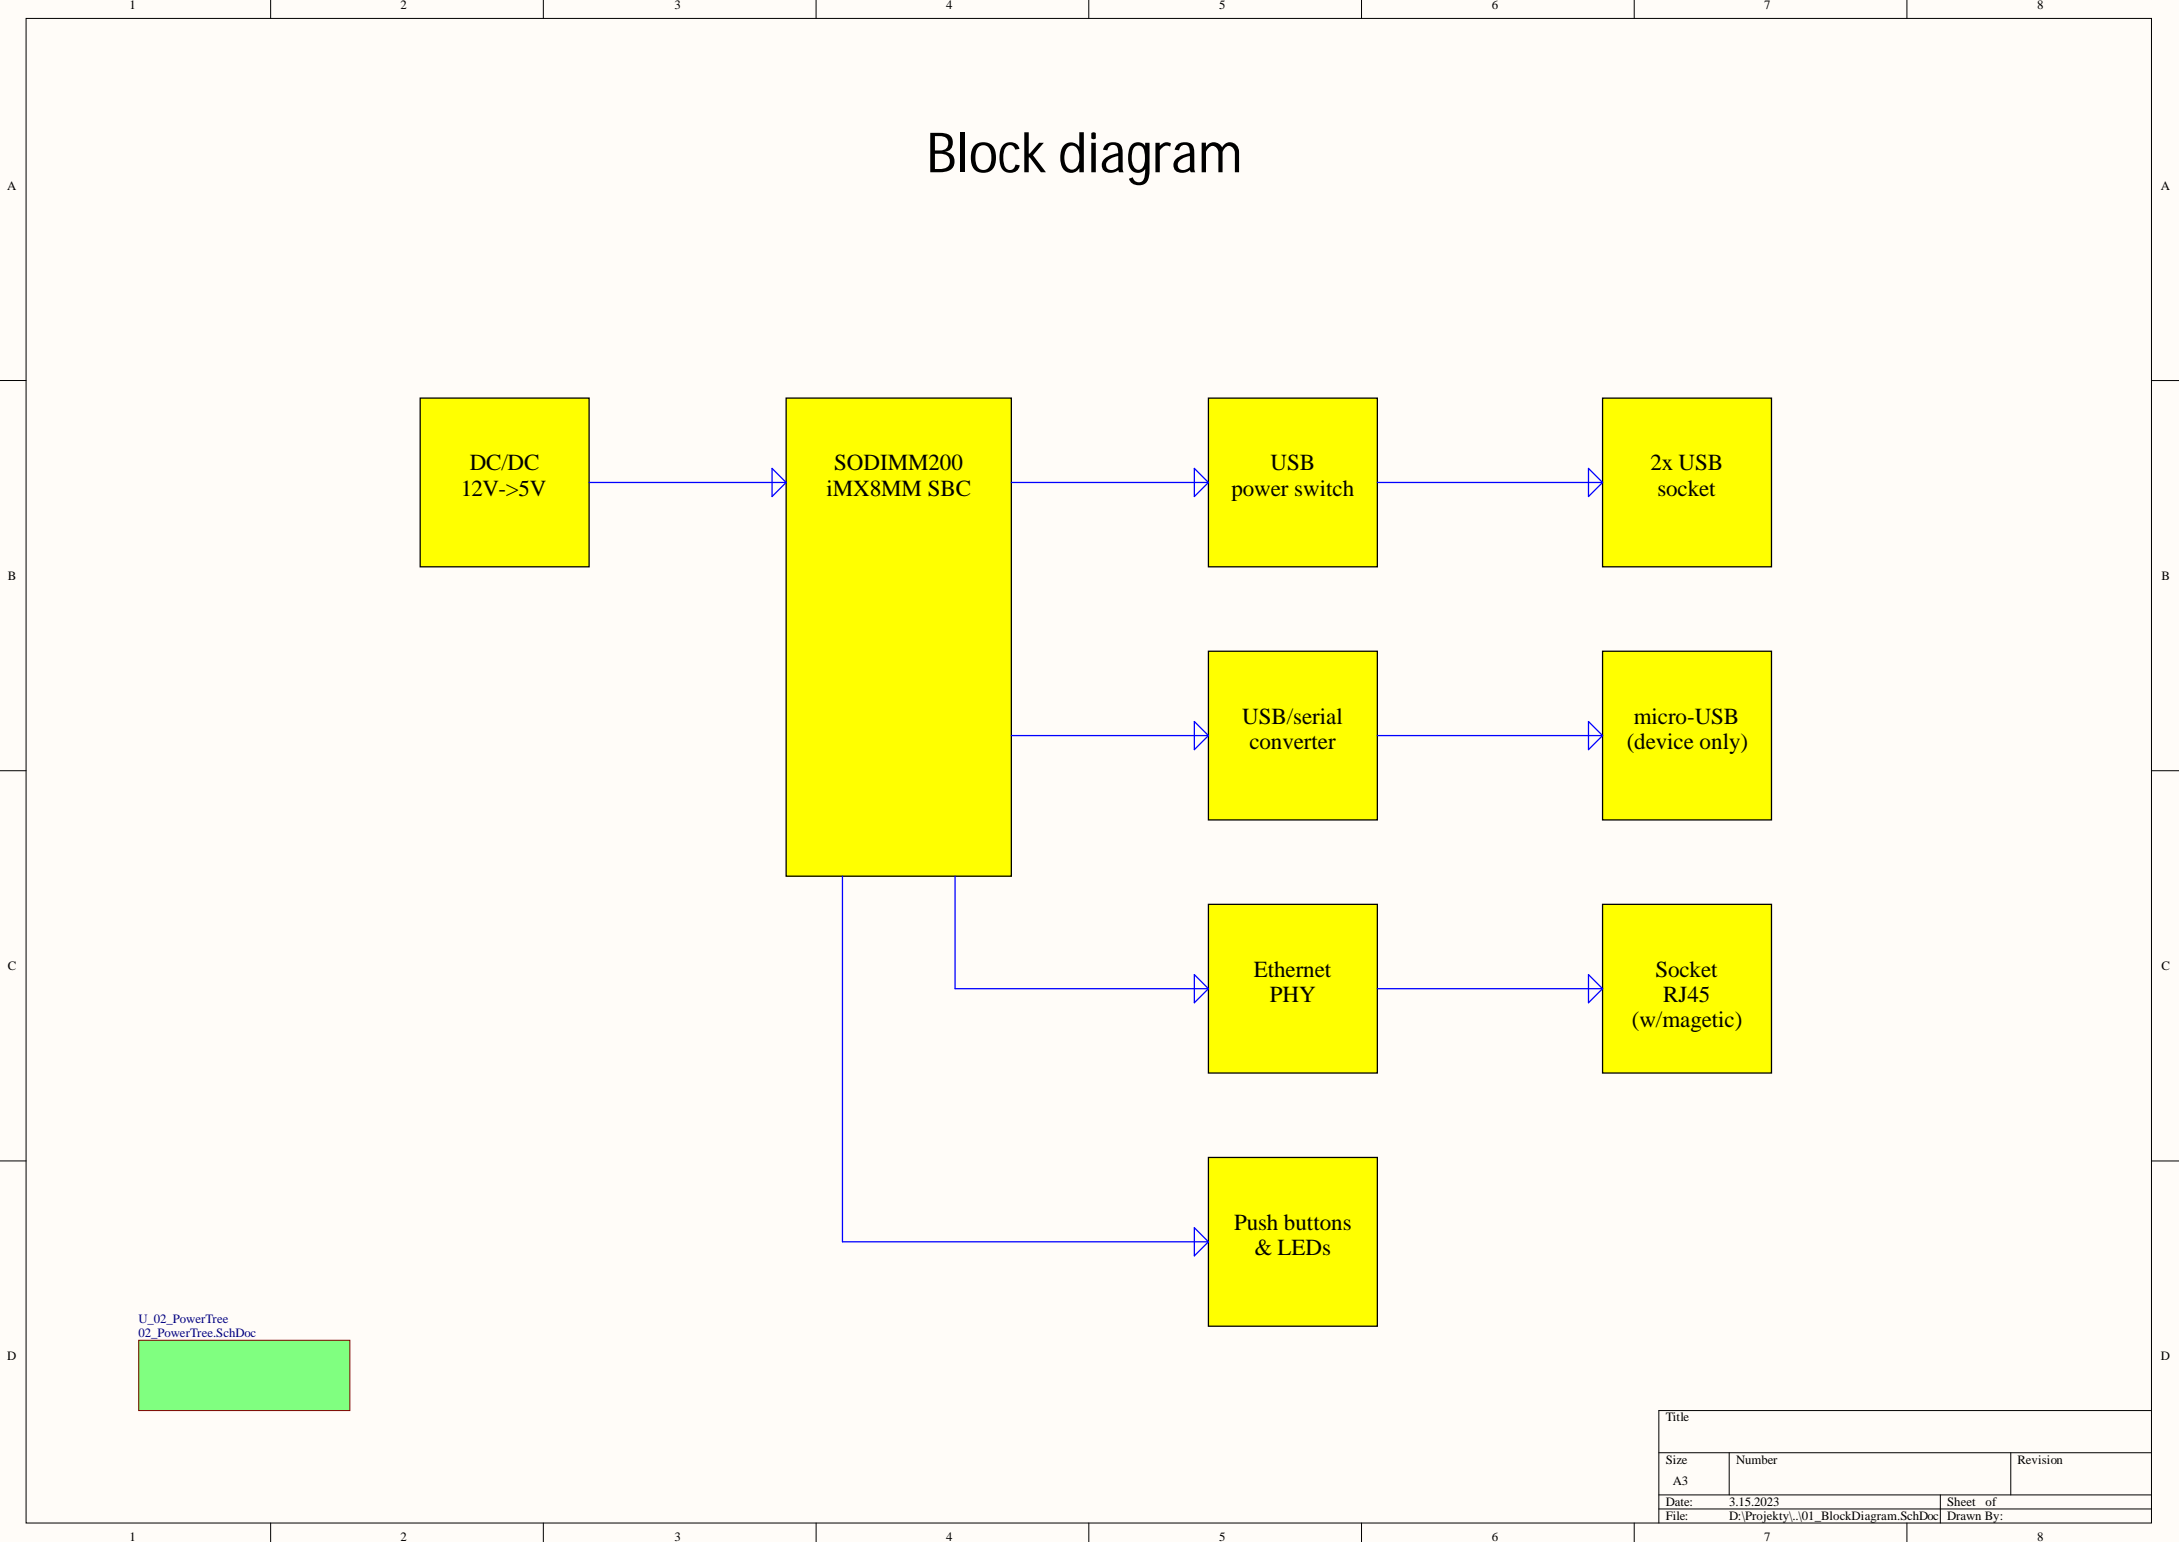 1 2 3 4 5 6 7 8
Block diagram
A A
DC/DC
12V->5V
SODIMM200
iMX8MM SBC
USB
power switch
2x USB
socket
B B
USB/serial
converter
micro-USB
(device only)
C C
Ethernet
PHY
Socket
RJ45
(w/magetic)
Push buttons
& LEDs
U_02_PowerTree
02_PowerTree.SchDoc
D D
Title
Size Number Revision
A3
Date: 3.15.2023 Sheet of
File: D:\Projekty\..\01_BlockDiagram.SchDoc Drawn By:
1 2 3 4 5 6 7 8